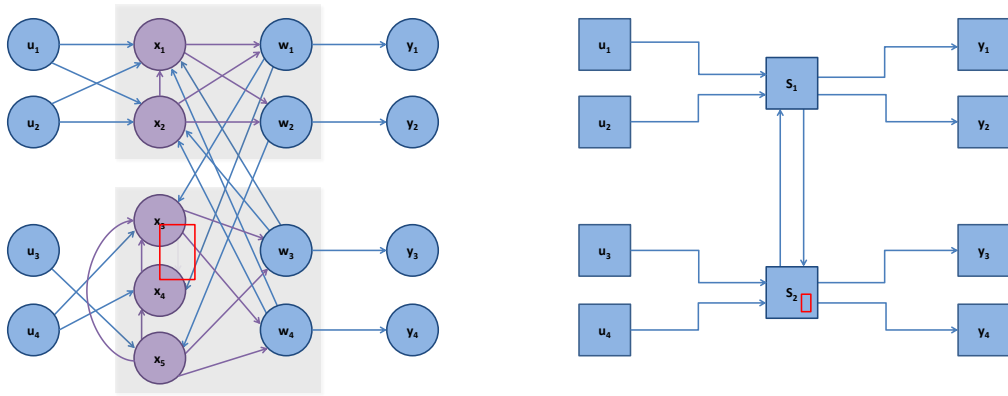 u1 x1 w1 y1
u2 x2 w2 y2
x3
u3 w3 y3
x4
u4 w4 y4
x5
u1 y1
S1
u2 y2
u3 y3
S2
u4 y4